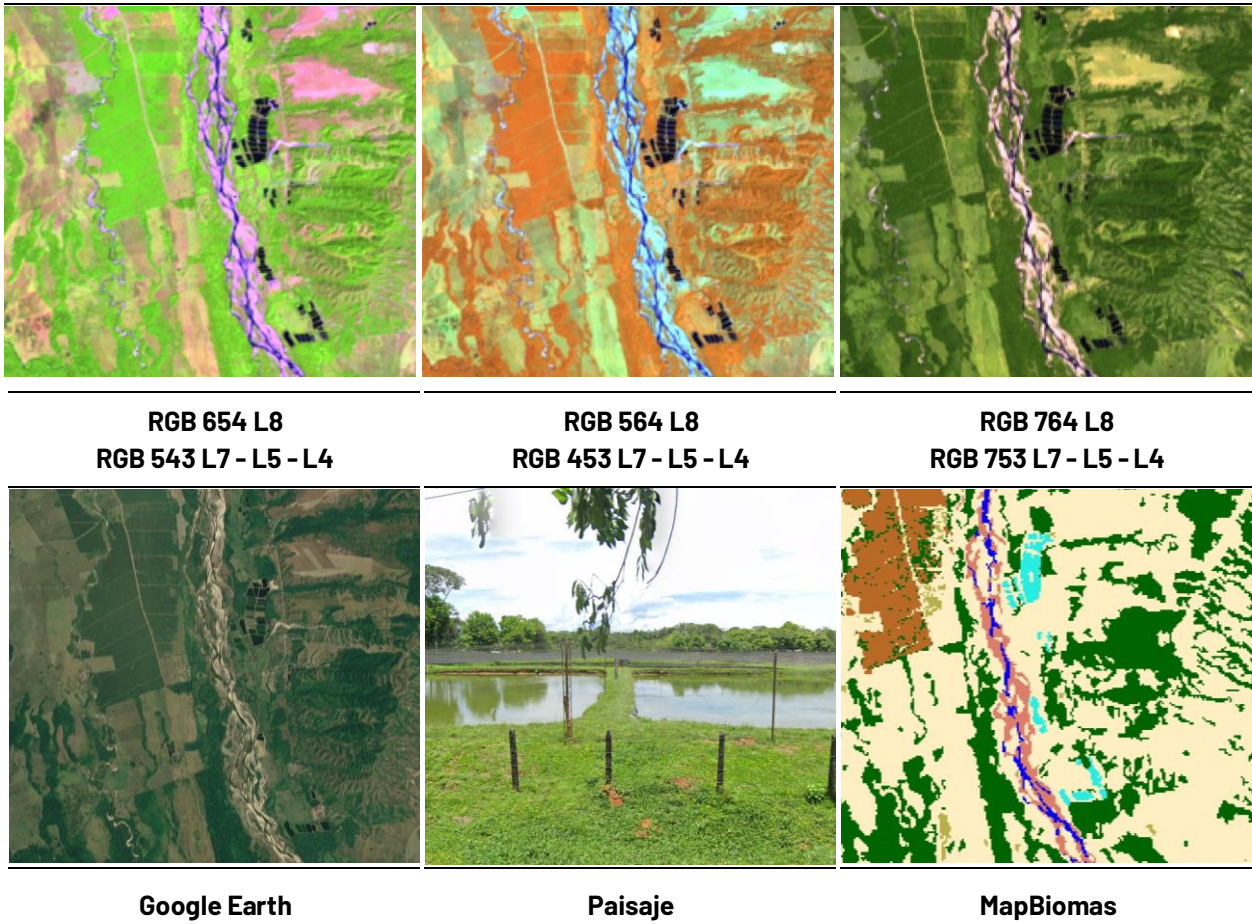 RGB 654 L8
RGB 543 L7 - L5 - L4
RGB 564 L8
RGB 453 L7 - L5 - L4
RGB 764 L8
RGB 753 L7 - L5 - L4
Google Earth
Paisaje
MapBiomas